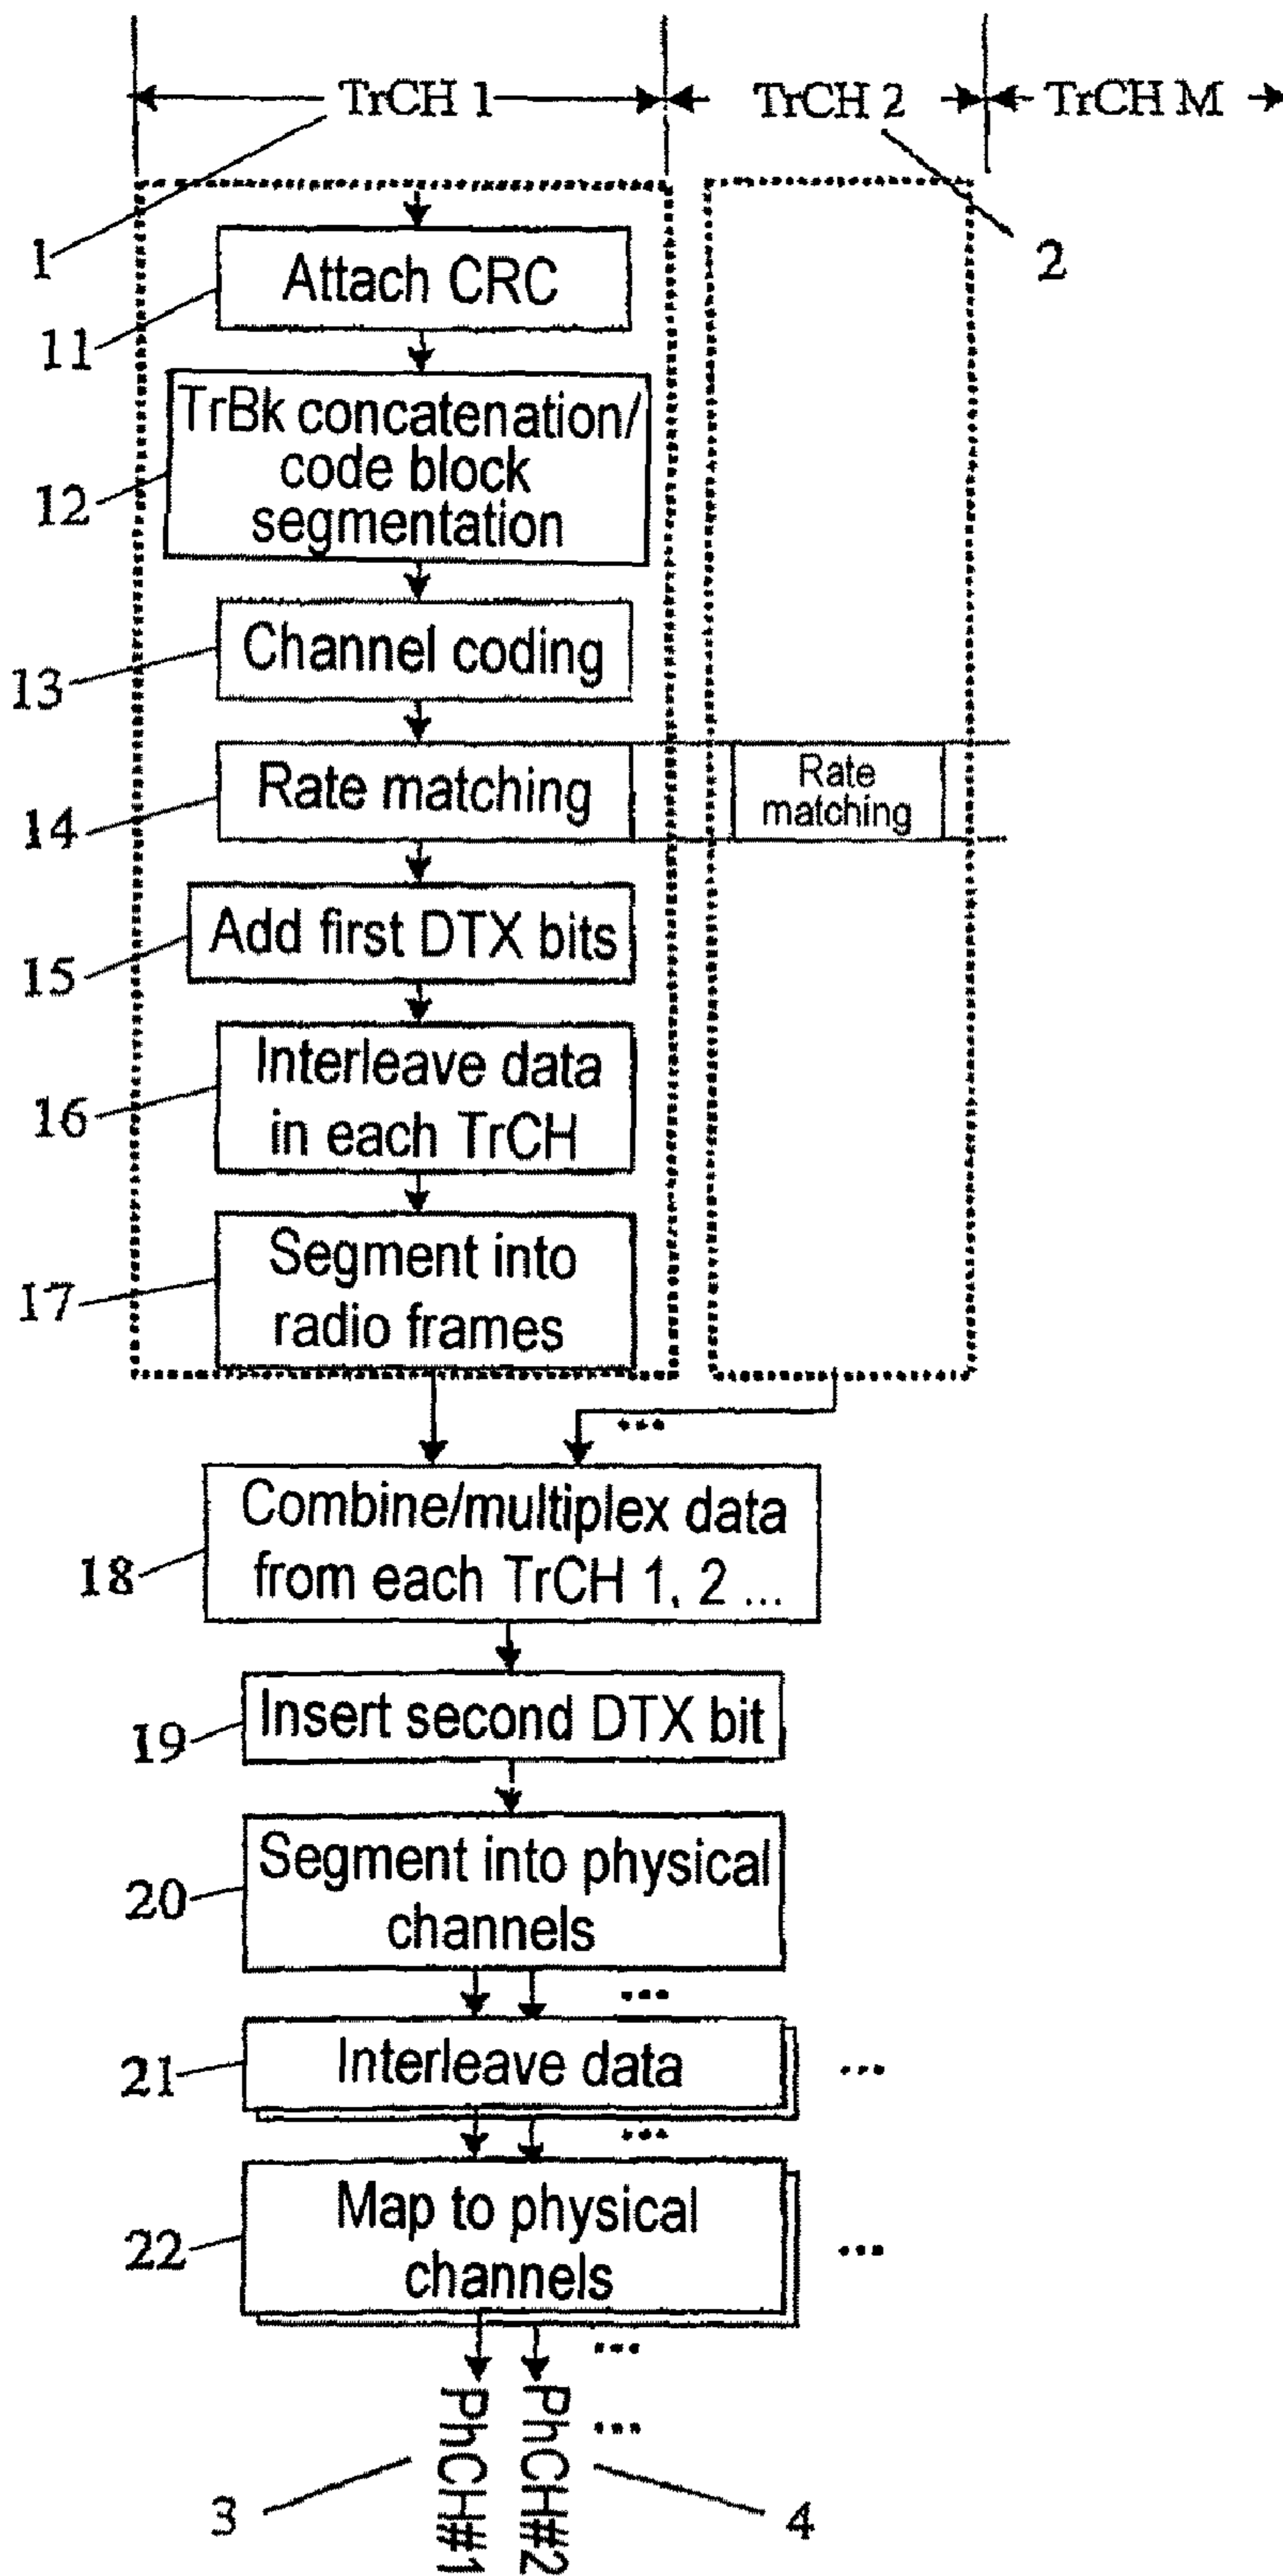 TrCH 1
TrCH 2
TrCH M
1
2
Attach CRC
11
TrBk concatenation/
code block
segmentation
12
Channel coding
13
Rate matching
Rate
matching
14
Add first DTX bits
15
Interleave data
in each TrCH
16
Segment into
radio frames
17
...
Combine/multiplex data
from each TrCH 1, 2 ...
18
Insert second DTX bit
19
Segment into physical
channels
20
...
Interleave data
21
...
...
Map to physical
channels
22
...
...
PhCH#1
PhCH#2
...
3
4